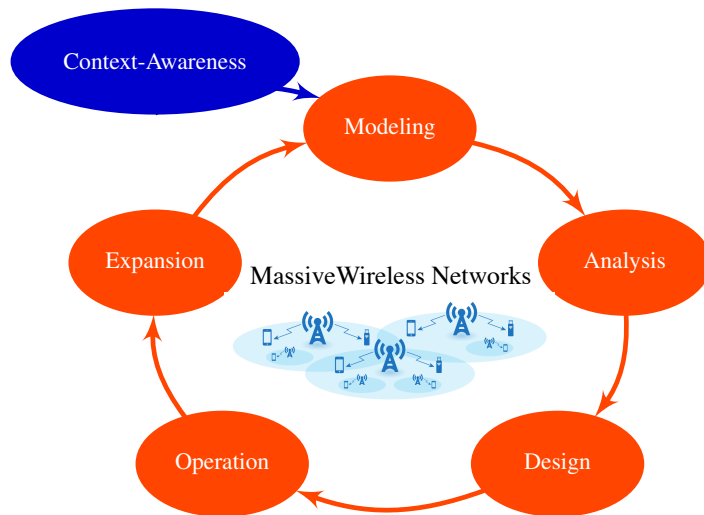 Context-Awareness
Modeling
Expansion
Analysis
MassiveWireless Networks
Operation
Design